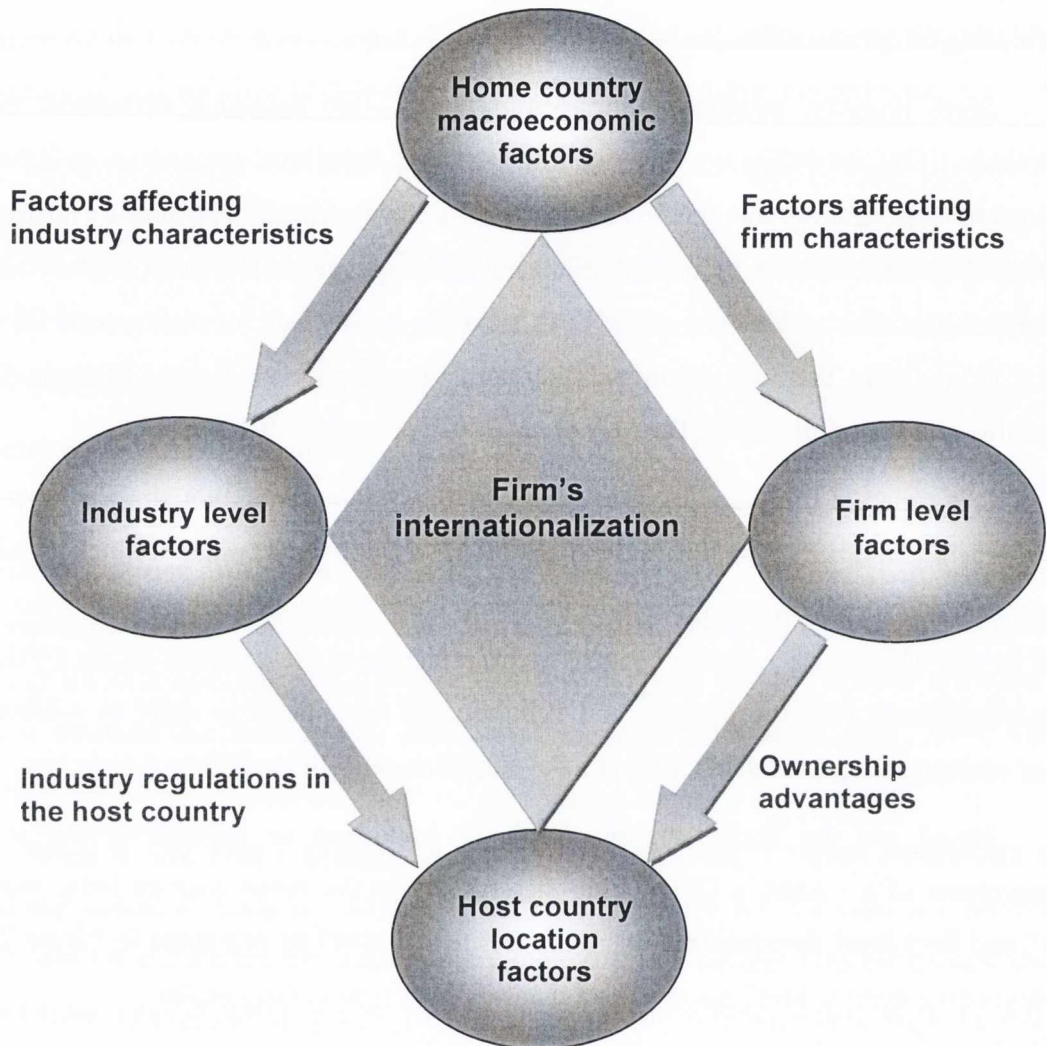 Home country
macroeconomic
factors
Factors affecting
industry characteristics
Factors affecting
firm characteristics
Industry level
factors
Firm's
internationalization
Firm level
factors
Industry regulations in
the host country
Ownership
advantages
Host country
location
factors